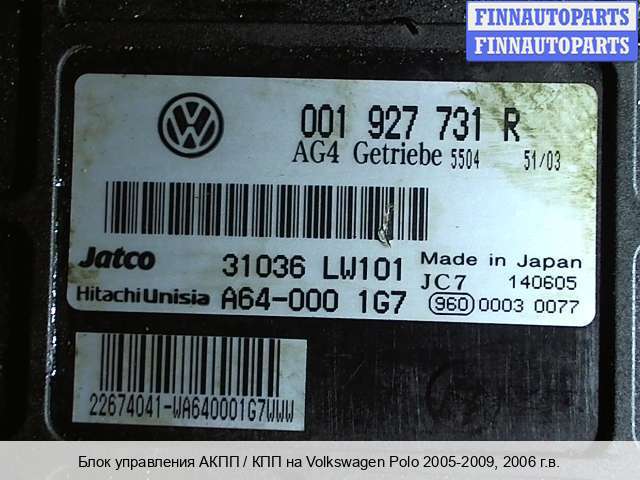 FINNAUTOPARTS
FINNAUTOPARTS
001 927 731 R
AG4 Getriebe 5504 51/03
Jatco 31036 LW101 Made in Japan
JC7 140605
HitachiUnisia A64-000 1G7 960 0003 0077
22674041-WA640001G7WWW
Блок управления АКПП / КПП на Volkswagen Polo 2005-2009, 2006 г.в.